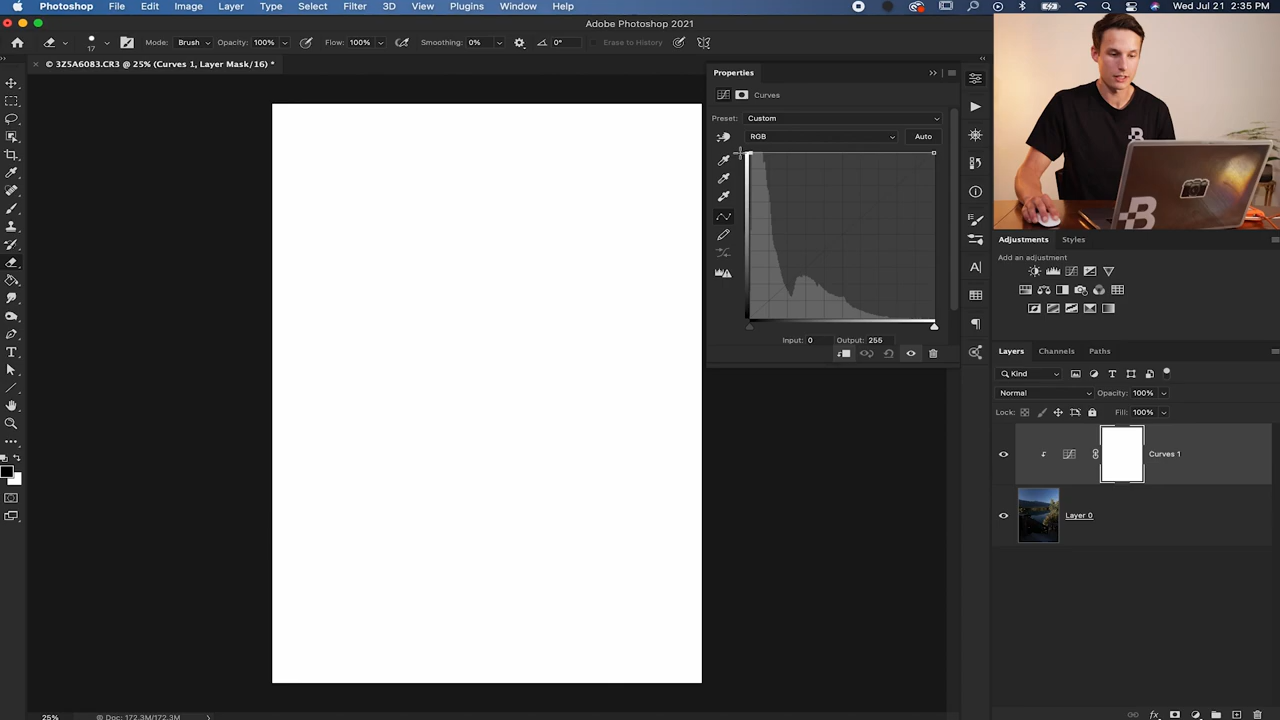 Photoshop File Edit Image Layer Type Select Filter 3D View Plugins Window Help Wed Jul 21 2:35 PM
Adobe Photoshop 2021
17 Mode: Brush Opacity: 100% Flow: 100% Smoothing: 0% 0° Erase to History
© 3Z5A6083.CR3 @ 25% (Curves 1, Layer Mask/16) *
Properties
Curves
Preset: Custom
RGB Auto
Input: 0 Output: 255
Adjustments Styles
Add an adjustment
Layers Channels Paths
Kind
Normal Opacity: 100%
Lock: Fill: 100%
Curves 1
Layer 0
25% Doc: 172.3M/172.3M